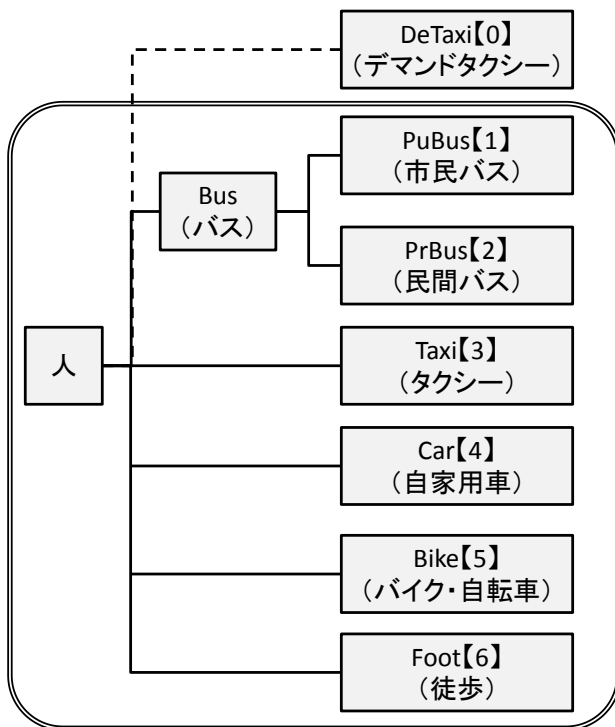 DeTaxi【0】
（デマンドタクシー）
PuBus【1】
（市民バス）
Bus
（バス）
PrBus【2】
（民間バス）
人
Taxi【3】
（タクシー）
Car【4】
（自家用車）
Bike【5】
（バイク・自転車）
Foot【6】
（徒歩）